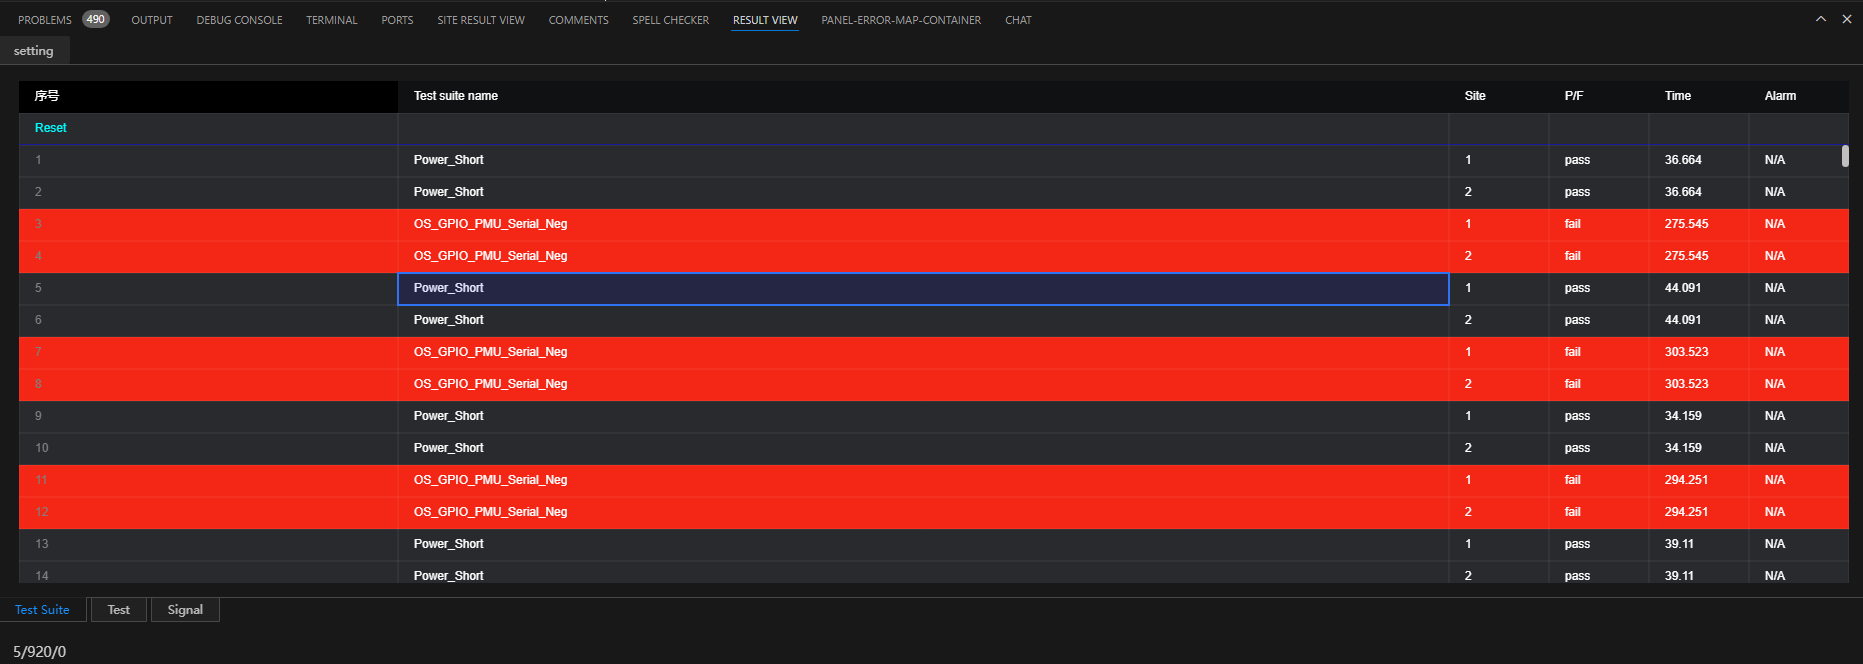 PROBLEMS 490 OUTPUT DEBUG CONSOLE TERMINAL PORTS SITE RESULT VIEW COMMENTS SPELL CHECKER RESULT VIEW PANEL-ERROR-MAP-CONTAINER CHAT
setting
序号 Test suite name Site P/F Time Alarm
Reset
1 Power_Short 1 pass 36.664 N/A
2 Power_Short 2 pass 36.664 N/A
3 OS_GPIO_PMU_Serial_Neg 1 fail 275.545 N/A
4 OS_GPIO_PMU_Serial_Neg 2 fail 275.545 N/A
5 Power_Short 1 pass 44.091 N/A
6 Power_Short 2 pass 44.091 N/A
7 OS_GPIO_PMU_Serial_Neg 1 fail 303.523 N/A
8 OS_GPIO_PMU_Serial_Neg 2 fail 303.523 N/A
9 Power_Short 1 pass 34.159 N/A
10 Power_Short 2 pass 34.159 N/A
11 OS_GPIO_PMU_Serial_Neg 1 fail 294.251 N/A
12 OS_GPIO_PMU_Serial_Neg 2 fail 294.251 N/A
13 Power_Short 1 pass 39.11 N/A
14 Power_Short 2 pass 39.11 N/A
Test Suite Test Signal
5/920/0